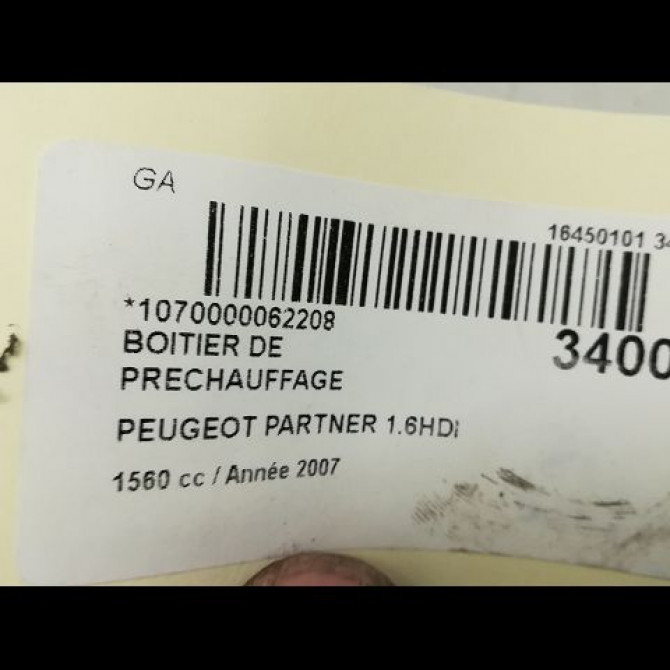 GA
16450101 34
*1070000062208
3400
BOITIER DE
PRECHAUFFAGE
PEUGEOT PARTNER 1.6HDi
1560 cc / Année 2007